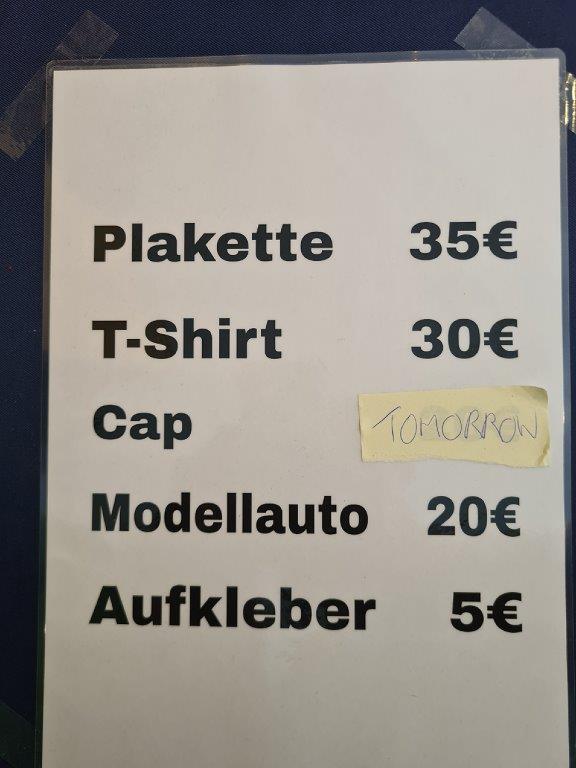 Plakette 35€
T-Shirt 30€
Cap TOMORROW
Modellauto 20€
Aufkleber 5€